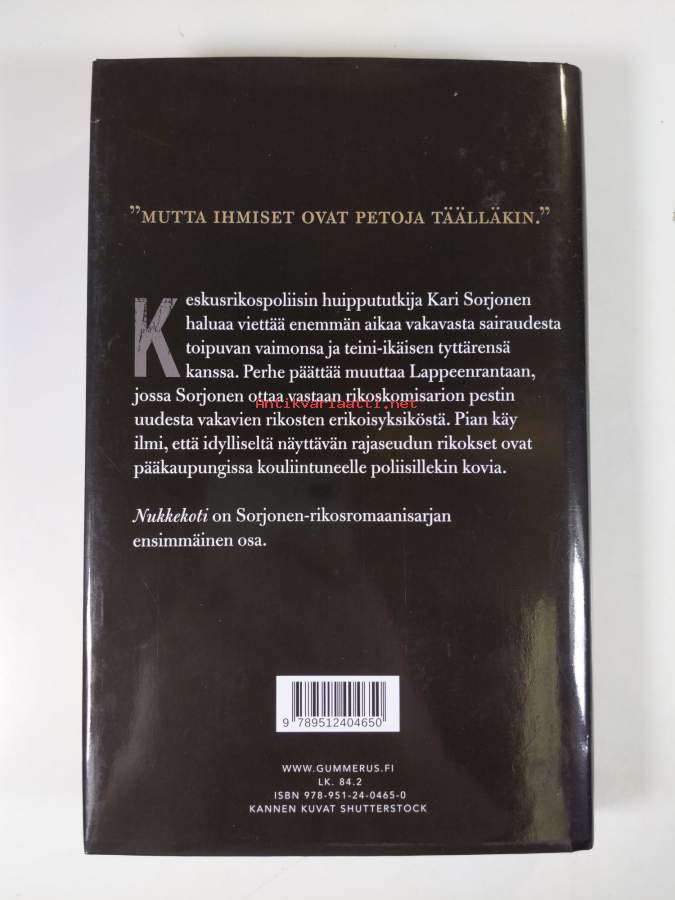 ”MUTTA IHMISET OVAT PETOJA TÄÄLLÄKIN.”
Keskusrikospoliisin huippututkija Kari Sorjonen
haluaa viettää enemmän aikaa vakavasta sairaudesta
toipuvan vaimonsa ja teini-ikäisen tyttärensä
kanssa. Perhe päättää muuttaa Lappeenrantaan,
jossa Sorjonen ottaa vastaan rikoskomisarion pestin
Antikvariaatti.net
uudesta vakavien rikosten erikoisyksiköstä. Pian käy
ilmi, että idylliseltä näyttävän rajaseudun rikokset ovat
pääkaupungissa kouliintuneelle poliisillekin kovia.
Nukkekoti on Sorjonen-rikosromaanisarjan
ensimmäinen osa.
9 789512 404650
WWW.GUMMERUS.FI
LK. 84.2
ISBN 978-951-24-0465-0
KANNEN KUVAT SHUTTERSTOCK